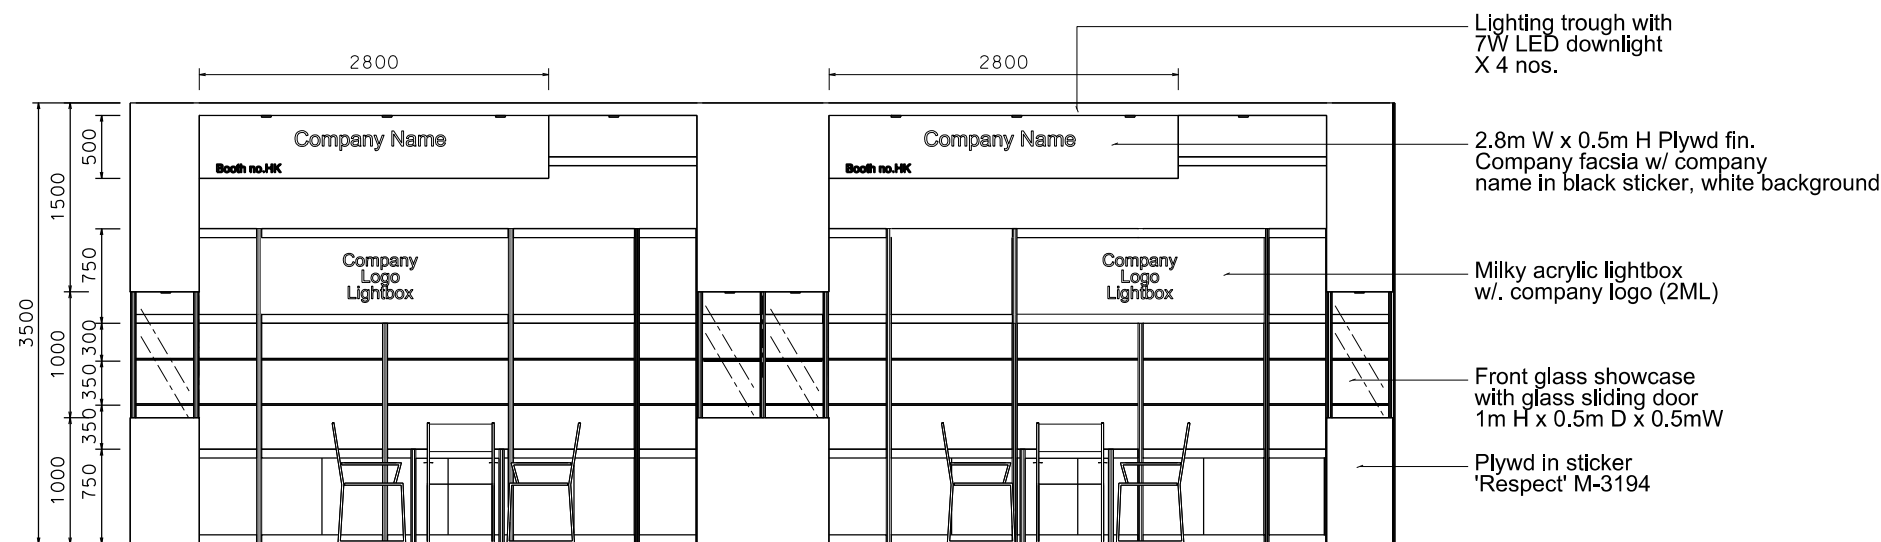 2800
2800
Lighting trough with
7W LED downlight
X 4 nos.
500
Company Name
Booth no.HK
Company Name
Booth no.HK
2.8m W x 0.5m H Plywd fin.
Company facsia w/ company
name in black sticker, white background
1500
750
Company
Logo
Lightbox
Company
Logo
Lightbox
Milky acrylic lightbox
w/. company logo (2ML)
3500
1000
300
350
350
Front glass showcase
with glass sliding door
1m H x 0.5m D x 0.5mW
1000
750
Plywd in sticker
'Respect' M-3194